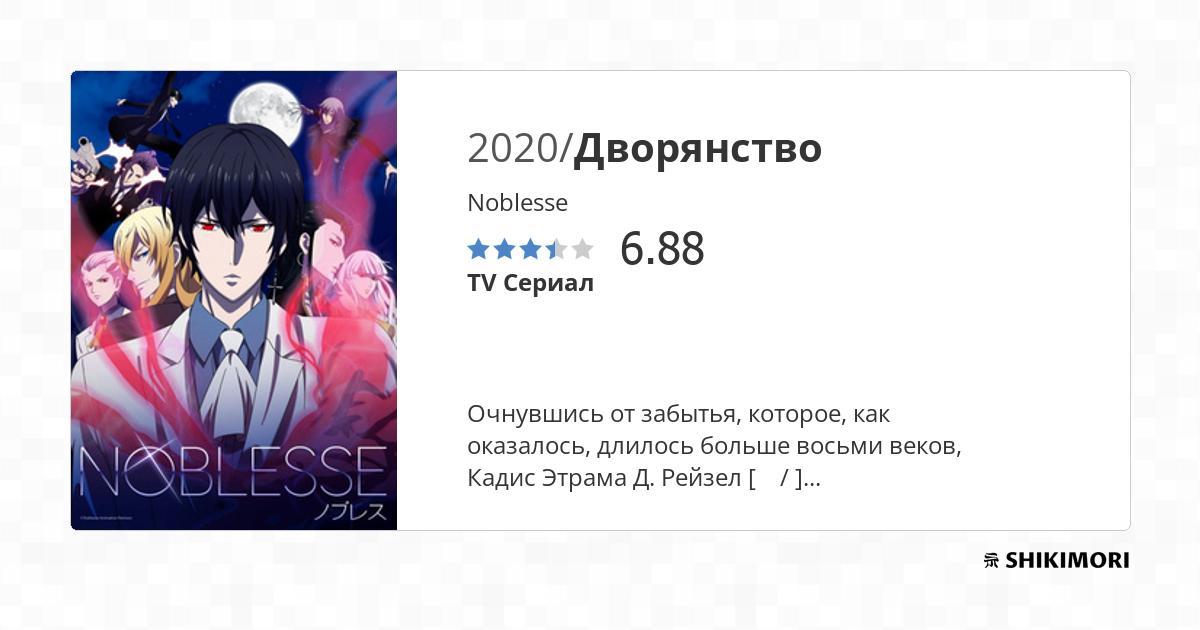 2020/Дворянство
Noblesse
6.88
TV Сериал
Очнувшись от забытья, которое, как
оказалось, длилось больше восьми веков,
Кадис Этрама Д. Рейзел [ / ]...
NOBLESSE
ノブレス
SHIKIMORI